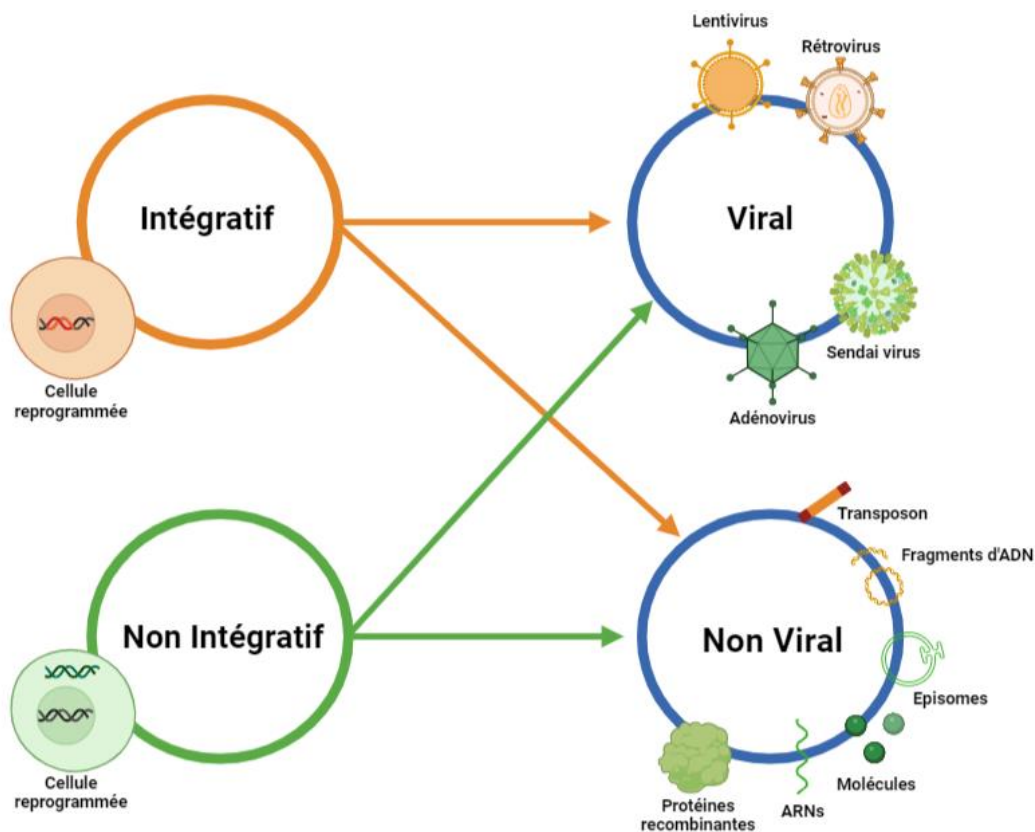 Lentivirus
Rétrovirus
Intégratif
Viral
Cellule
reprogrammée
Sendai virus
Adénovirus
Transposon
Fragments d'ADN
Non Intégratif
Non Viral
Episomes
Cellule
reprogrammée
Molécules
Protéines
recombinantes
ARNs